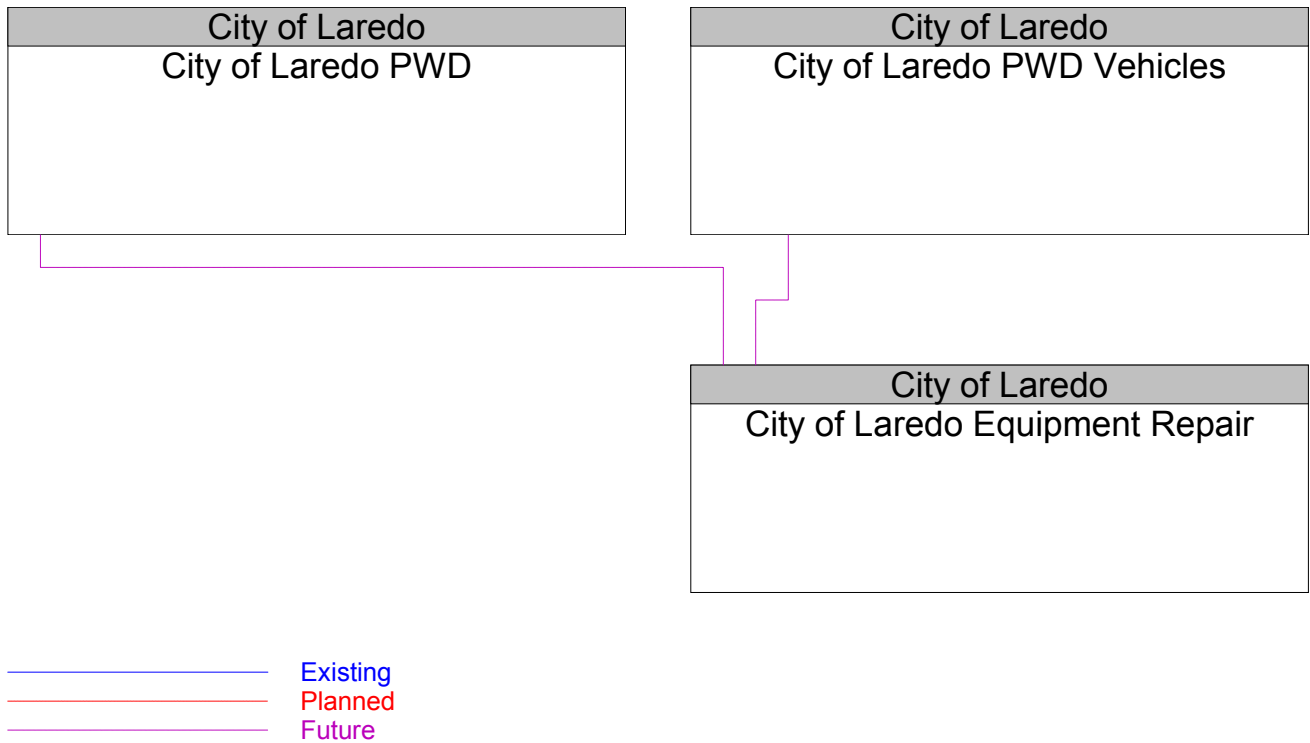 City of Laredo
City of Laredo PWD
City of Laredo
City of Laredo PWD Vehicles
City of Laredo
City of Laredo Equipment Repair
Existing
Planned
Future